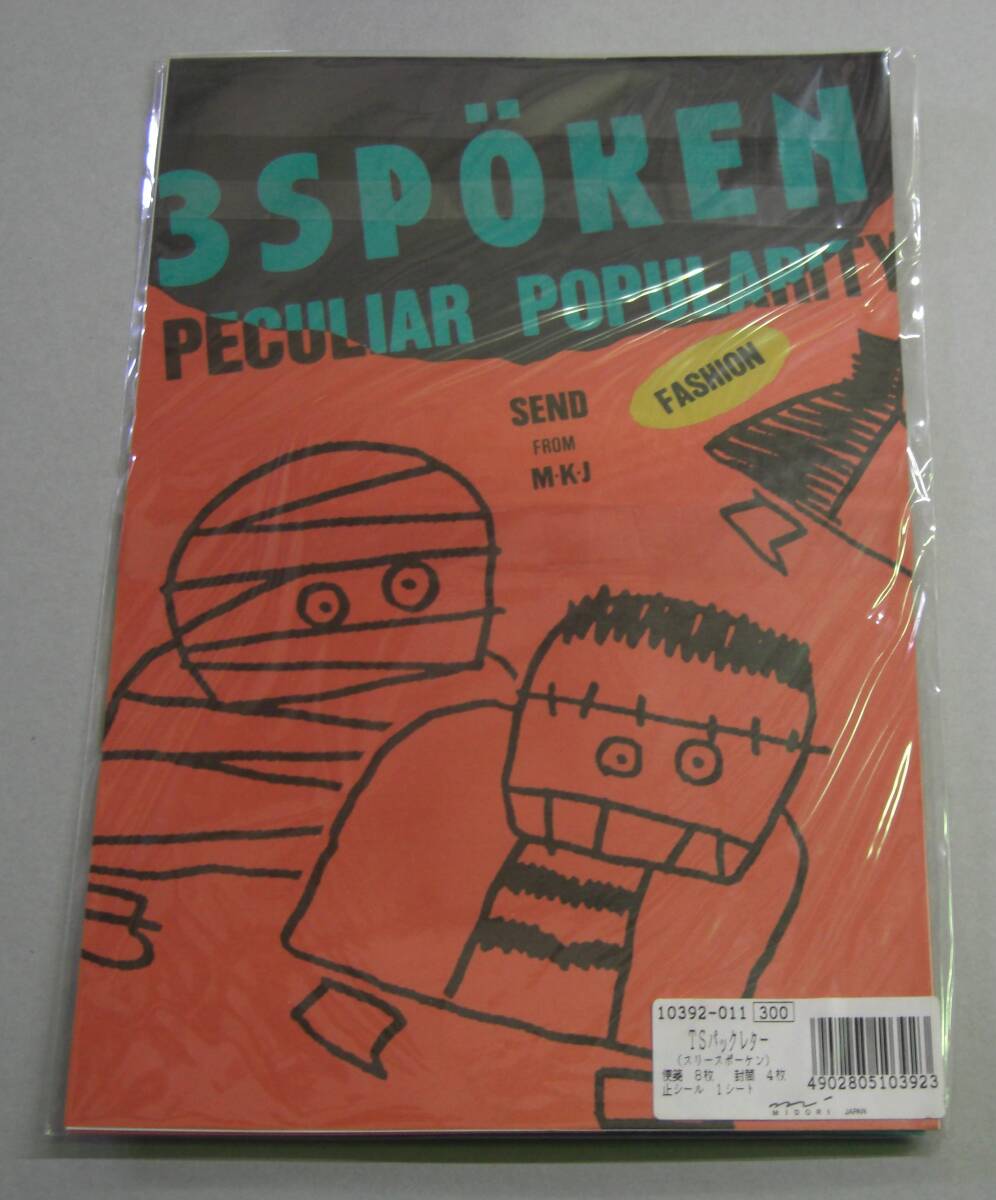 3SPÖKEN
PECULIAR POPULARITY
FASHION
SEND
FROM
M·K·J
10392-011 300
TSパックレター
(スリースポーケン)
便箋 8枚 封筒 4枚
止シール 1シート
4902805103923
MIDORI JAPAN